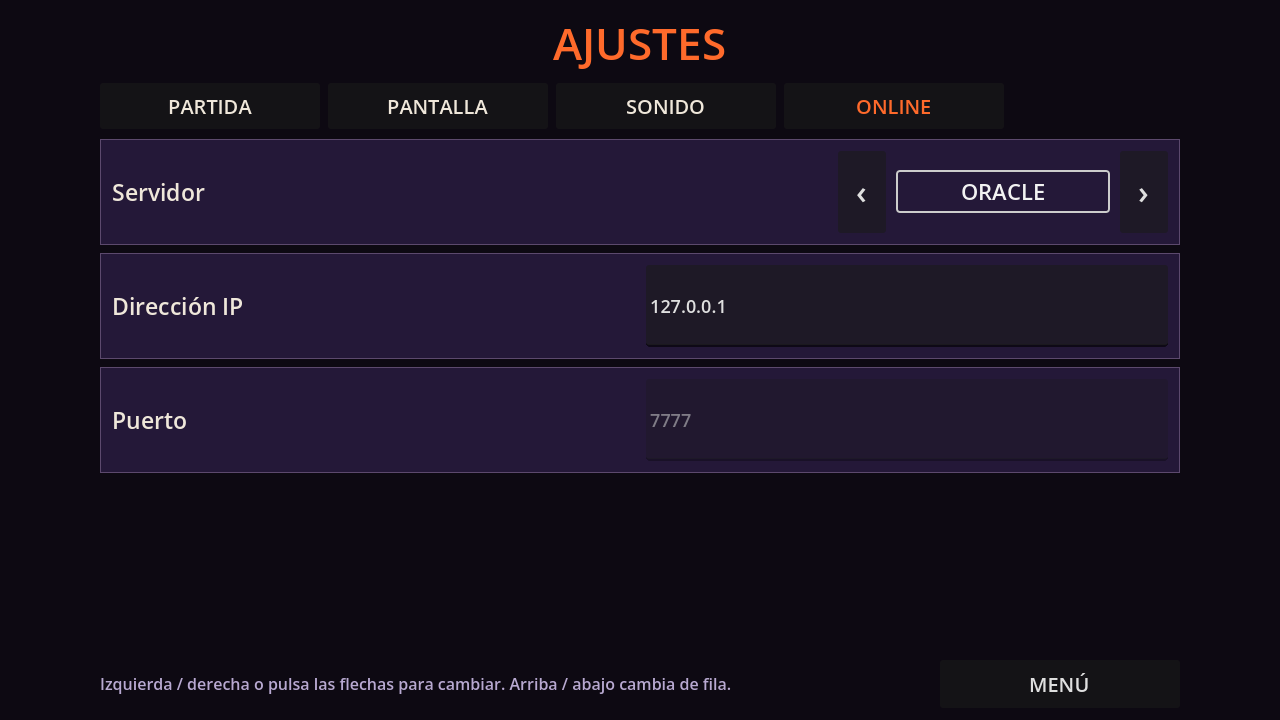 AJUSTES
PARTIDA
PANTALLA
SONIDO
ONLINE
Servidor
‹
ORACLE
›
Dirección IP
127.0.0.1
Puerto
7777
Izquierda / derecha o pulsa las flechas para cambiar. Arriba / abajo cambia de fila.
MENÚ